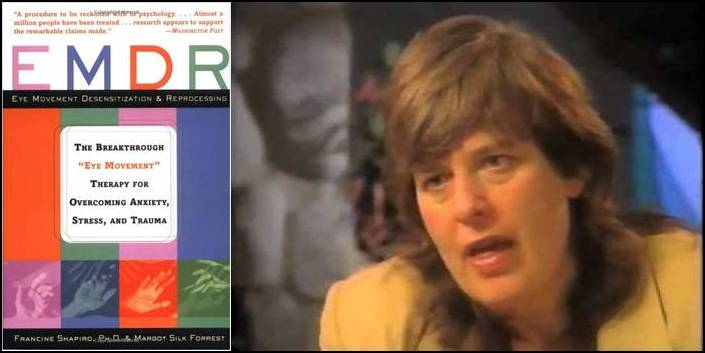 "A procedure to be reckoned with in psychology. . . . Almost a
million people have been treated . . . research appears to support
the remarkable claims made." —WASHINGTON POST
EMDR
EYE MOVEMENT DESENSITIZATION & REPROCESSING
THE BREAKTHROUGH
"EYE MOVEMENT"
THERAPY FOR
OVERCOMING ANXIETY,
STRESS, AND TRAUMA
FRANCINE SHAPIRO, PH.D. & MARGOT SILK FORREST